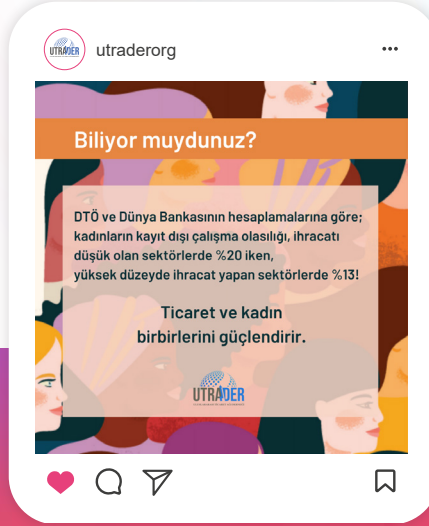 UTRADER
utraderorg
Biliyor muydunuz?
DTÖ ve Dünya Bankasının hesaplamalarına göre;
kadınların kayıt dışı çalışma olasılığı, ihracatı
düşük olan sektörlerde %20 iken,
yüksek düzeyde ihracat yapan sektörlerde %13!
Ticaret ve kadın
birbirlerini güçlendirir.
UTRADER